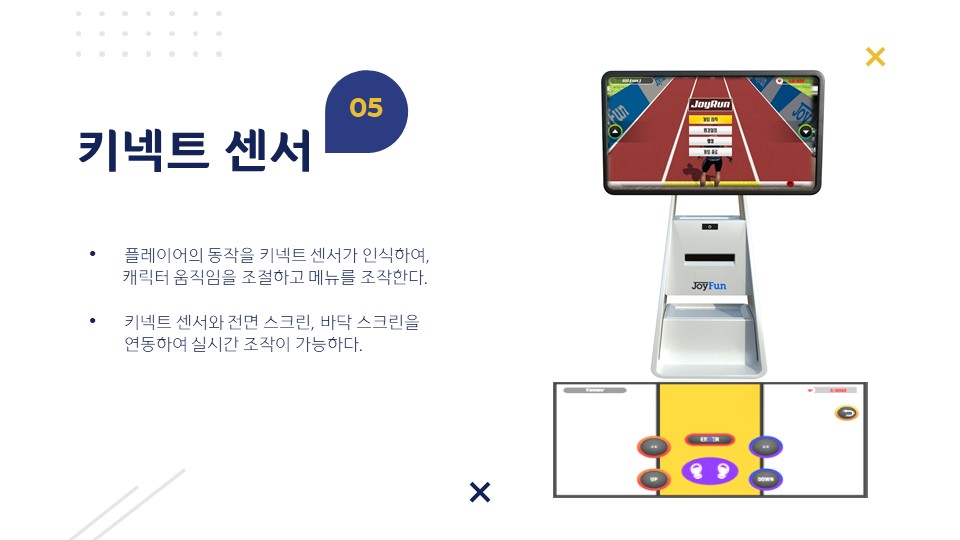 05
키넥트 센서
• 플레이어의 동작을 키넥트 센서가 인식하여,
캐릭터 움직임을 조절하고 메뉴를 조작한다.
• 키넥트 센서와 전면 스크린, 바닥 스크린을
연동하여 실시간 조작이 가능하다.
JoyRun
JoyFun
UP
DOWN